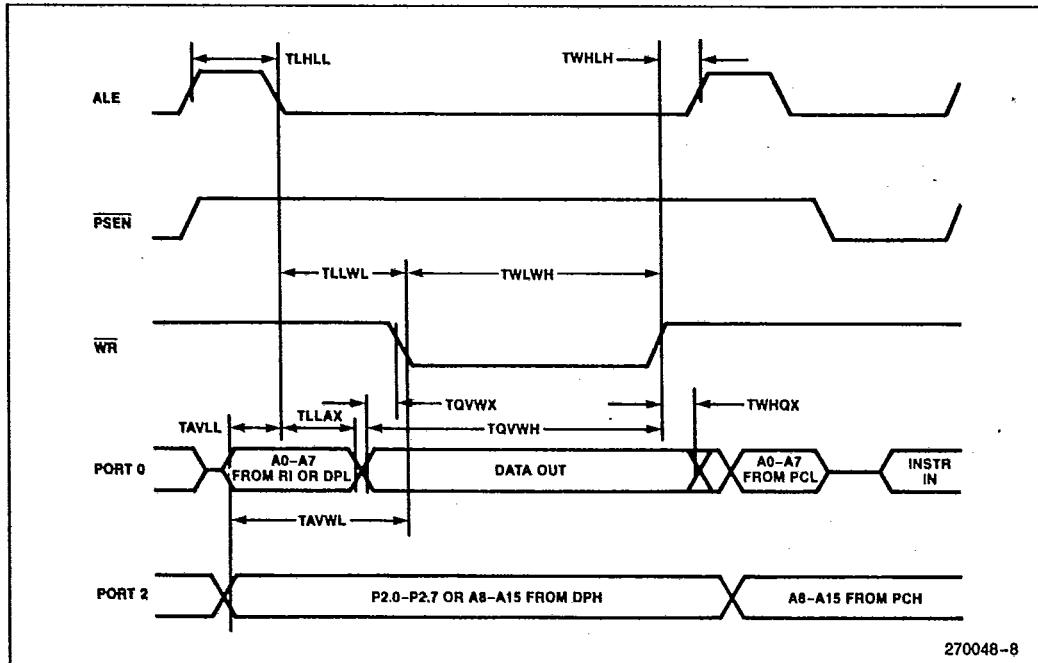 TLHLL
TWHLH
ALE
PSEN
TLLWL
TWLWH
WR
TQVWX
TWHQX
TAVLL
TLLAX
TQVWH
PORT 0
A0–A7
FROM RI OR DPL
DATA OUT
A0–A7
FROM PCL
INSTR
IN
TAVWL
PORT 2
P2.0–P2.7 OR A8–A15 FROM DPH
A8–A15 FROM PCH
270048–8